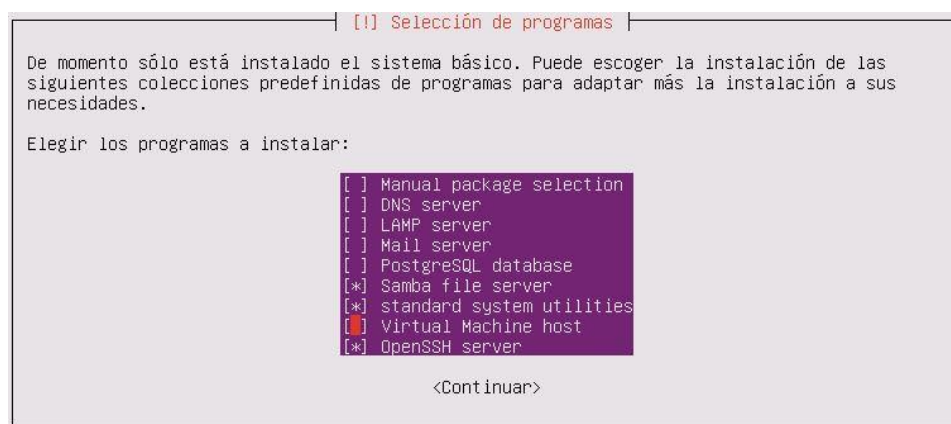 [!] Selección de programas
De momento sólo está instalado el sistema básico. Puede escoger la instalación de las
siguientes colecciones predefinidas de programas para adaptar más la instalación a sus
necesidades.
Elegir los programas a instalar:
[ ] Manual package selection
[ ] DNS server
[ ] LAMP server
[ ] Mail server
[ ] PostgreSQL database
[*] Samba file server
[*] standard system utilities
[ ] Virtual Machine host
[*] OpenSSH server
<Continuar>